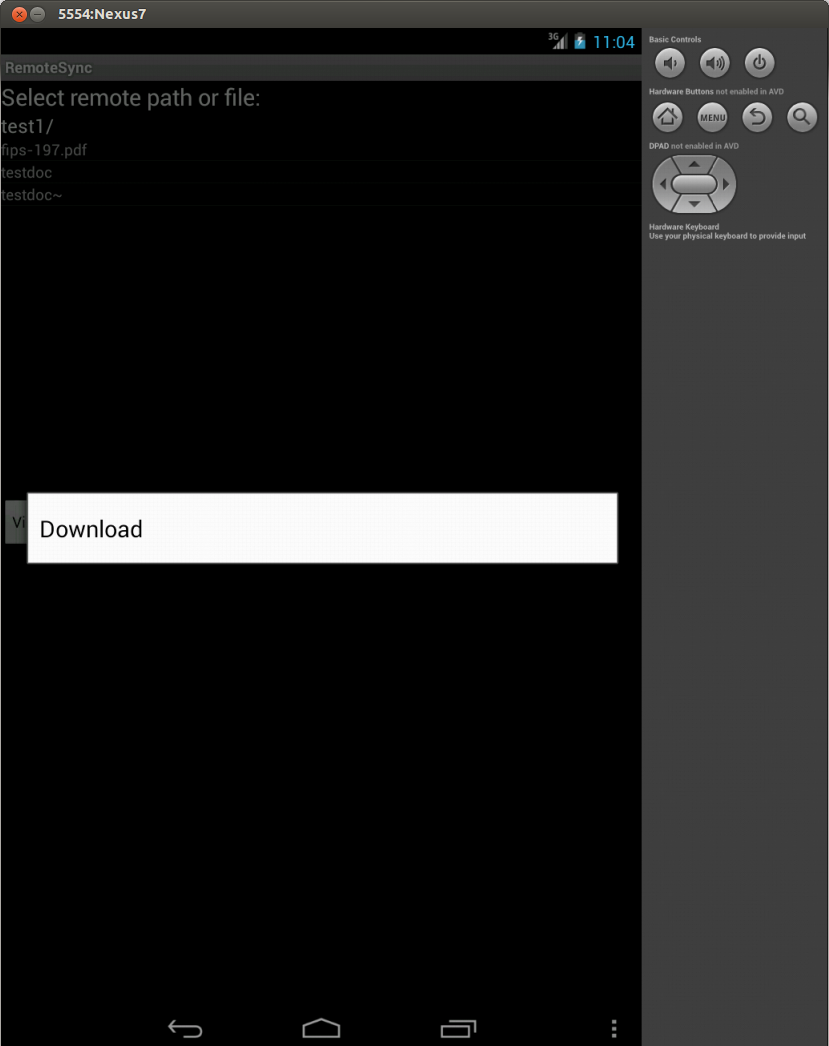 5554:Nexus7
3G 11:04
RemoteSync
Select remote path or file:
test1/
fips-197.pdf
testdoc
testdoc~
Vi
Download
Basic Controls
Hardware Buttons not enabled in AVD
MENU
DPAD not enabled in AVD
Hardware Keyboard
Use your physical keyboard to provide input